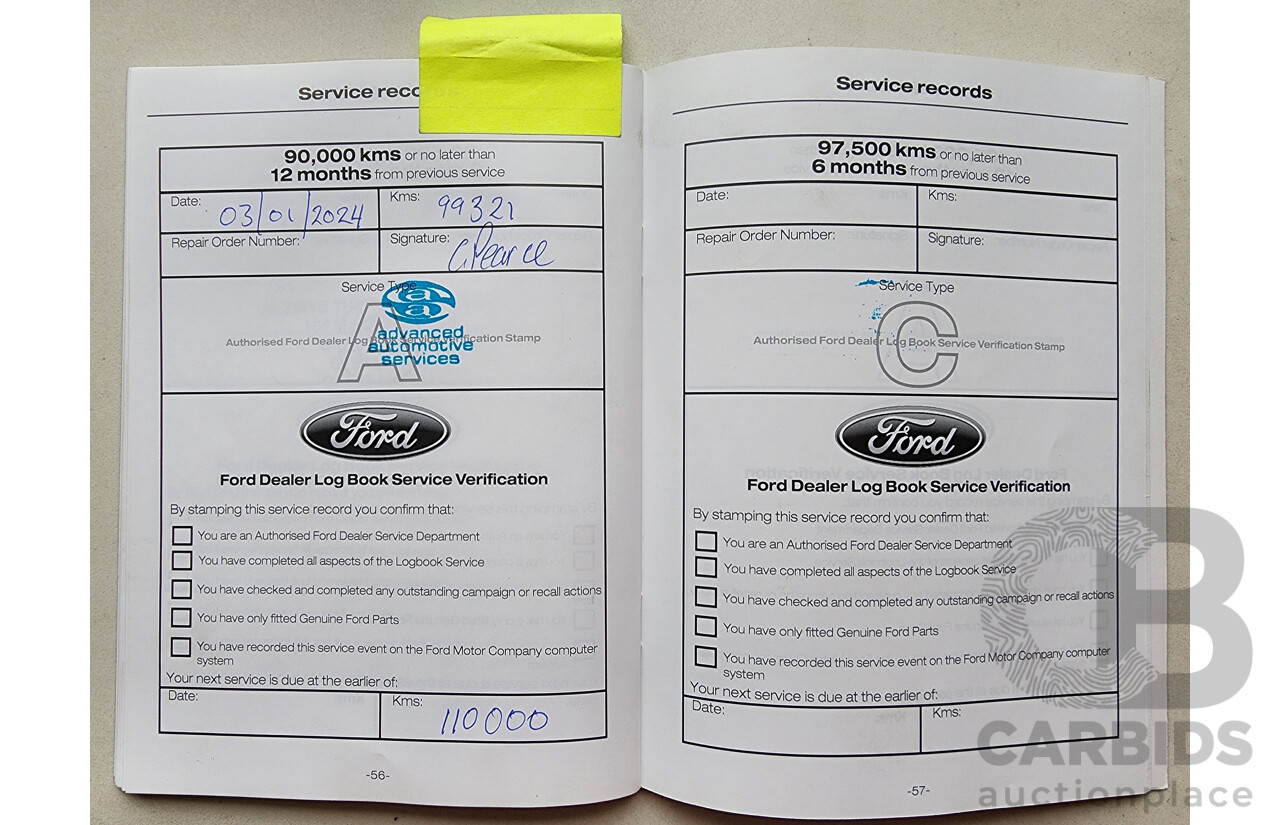 Service reco
90,000 kms or no later than
12 months from previous service
Date: 03/01/2024
Kms: 99321
Repair Order Number:
Signature: G Pearce
Service Type
A
advanced
automotive
services
Authorised Ford Dealer Log Book Service Verification Stamp
Ford
Ford Dealer Log Book Service Verification
By stamping this service record you confirm that:
You are an Authorised Ford Dealer Service Department
You have completed all aspects of the Logbook Service
You have checked and completed any outstanding campaign or recall actions
You have only fitted Genuine Ford Parts
You have recorded this service event on the Ford Motor Company computer
system
Your next service is due at the earlier of:
Date:
Kms: 110000
-56-
Service records
97,500 kms or no later than
6 months from previous service
Date:
Kms:
Repair Order Number:
Signature:
Service Type
C
Authorised Ford Dealer Log Book Service Verification Stamp
Ford
Ford Dealer Log Book Service Verification
By stamping this service record you confirm that:
You are an Authorised Ford Dealer Service Department
You have completed all aspects of the Logbook Service
You have checked and completed any outstanding campaign or recall actions
You have only fitted Genuine Ford Parts
You have recorded this service event on the Ford Motor Company computer
system
Your next service is due at the earlier of:
Date:
Kms:
-57-
CB
CARBIDS
auctionplace